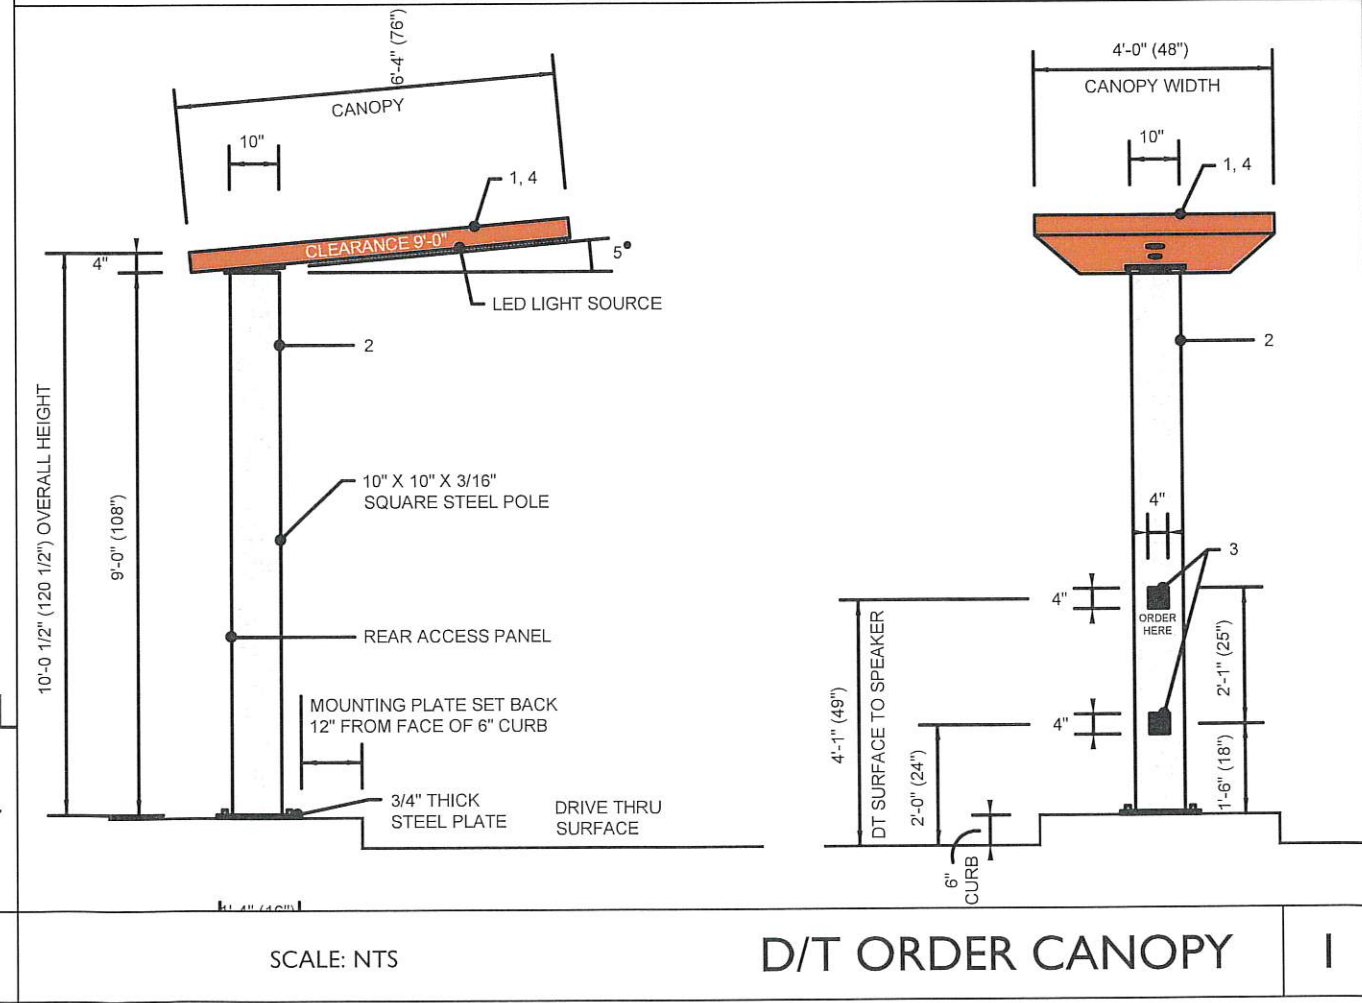 6'-4" (76")
CANOPY
10"
1, 4
CLEARANCE 9'-0"
5°
4"
LED LIGHT SOURCE
2
10'-0 1/2" (120 1/2") OVERALL HEIGHT
9'-0" (108")
10" X 10" X 3/16"
SQUARE STEEL POLE
REAR ACCESS PANEL
MOUNTING PLATE SET BACK
12" FROM FACE OF 6" CURB
3/4" THICK
STEEL PLATE
DRIVE THRU
SURFACE
1'-4" (16")
4'-0" (48")
CANOPY WIDTH
10"
1, 4
2
4"
3
4"
ORDER
HERE
4'-1" (49")
DT SURFACE TO SPEAKER
2'-1" (25")
4"
2'-0" (24")
1'-6" (18")
6"
CURB
SCALE: NTS
D/T ORDER CANOPY
1